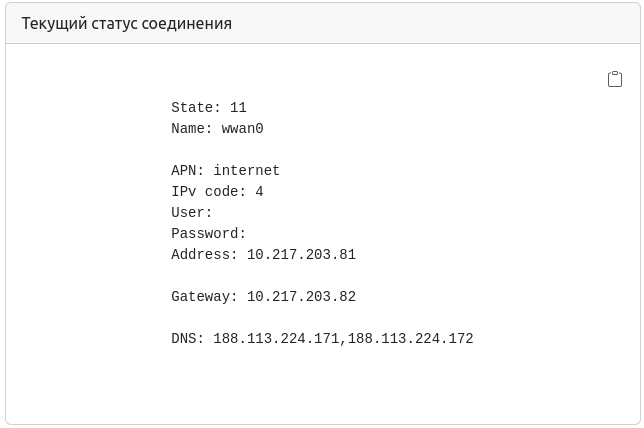 Текущий статус соединения
State: 11
Name: wwan0
APN: internet
IPv code: 4
User:
Password:
Address: 10.217.203.81
Gateway: 10.217.203.82
DNS: 188.113.224.171,188.113.224.172